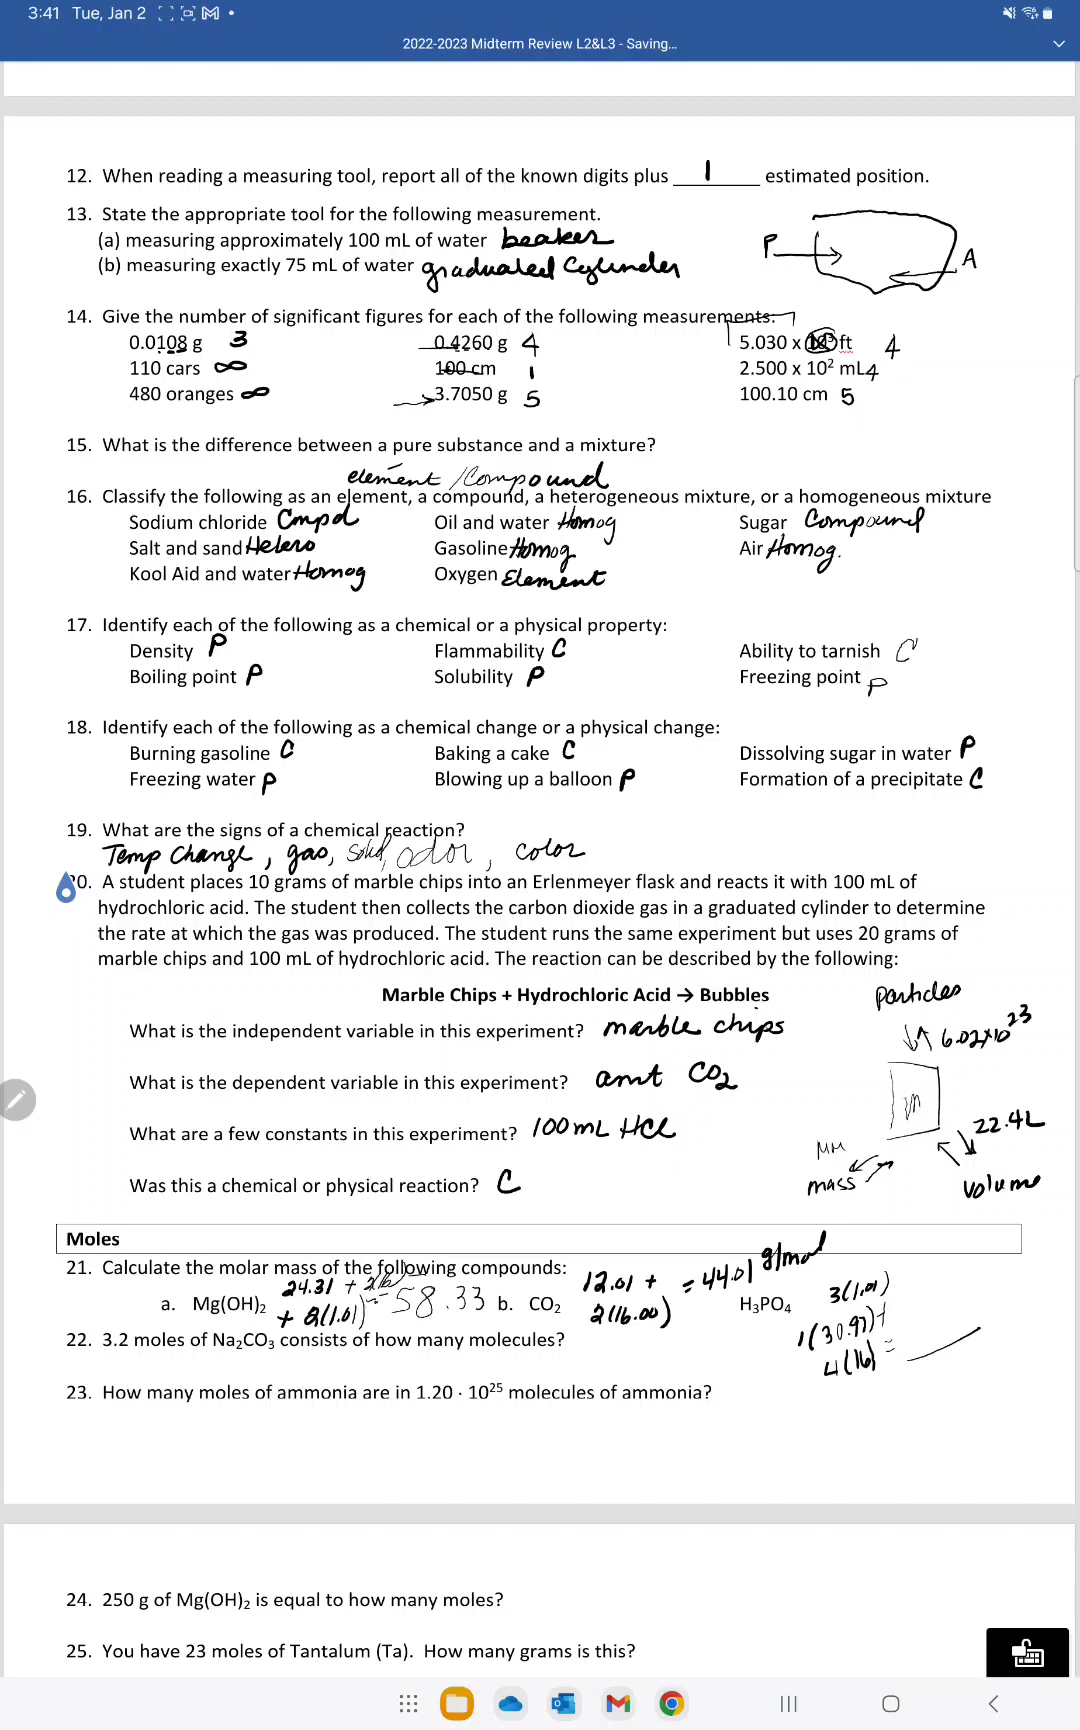 3:41 Tue, Jan 2
2022-2023 Midterm Review L2&L3 - Saving...
12. When reading a measuring tool, report all of the known digits plus 1 estimated position.
13. State the appropriate tool for the following measurement.
(a) measuring approximately 100 mL of water beaker
(b) measuring exactly 75 mL of water graduated Cylinder
P A
14. Give the number of significant figures for each of the following measurements:
0.0108 g 3 0.4260 g 4 5.030 x 10³ ft 4
110 cars ∞ 100 cm 1 2.500 x 10² mL 4
480 oranges ∞ 3.7050 g 5 100.10 cm 5
15. What is the difference between a pure substance and a mixture?
element / Compound
16. Classify the following as an element, a compound, a heterogeneous mixture, or a homogeneous mixture
Sodium chloride Cmpd Oil and water Homog Sugar Compound
Salt and sand Hetero Gasoline Homog Air Homog.
Kool Aid and water Homog Oxygen Element
17. Identify each of the following as a chemical or a physical property:
Density P Flammability C Ability to tarnish C
Boiling point P Solubility P Freezing point P
18. Identify each of the following as a chemical change or a physical change:
Burning gasoline C Baking a cake C Dissolving sugar in water P
Freezing water P Blowing up a balloon P Formation of a precipitate C
19. What are the signs of a chemical reaction?
Temp Change, gas, solid, odor, color
20. A student places 10 grams of marble chips into an Erlenmeyer flask and reacts it with 100 mL of
hydrochloric acid. The student then collects the carbon dioxide gas in a graduated cylinder to determine
the rate at which the gas was produced. The student runs the same experiment but uses 20 grams of
marble chips and 100 mL of hydrochloric acid. The reaction can be described by the following:
Marble Chips + Hydrochloric Acid → Bubbles
particles
What is the independent variable in this experiment? marble chips
6.02x10²³
What is the dependent variable in this experiment? amt CO₂
m
What are a few constants in this experiment? 100 mL HCl
22.4L
MM
Was this a chemical or physical reaction? C
mass volume
Moles
21. Calculate the molar mass of the following compounds:
a. Mg(OH)₂ 24.31 + 2(16) + 2(1.01) = 58.33 b. CO₂ 12.01 + 2(16.00) = 44.01 g/mol H₃PO₄ 3(1.01) 1(30.97) + 4(16) =
22. 3.2 moles of Na₂CO₃ consists of how many molecules?
23. How many moles of ammonia are in 1.20 · 10²⁵ molecules of ammonia?
24. 250 g of Mg(OH)₂ is equal to how many moles?
25. You have 23 moles of Tantalum (Ta). How many grams is this?